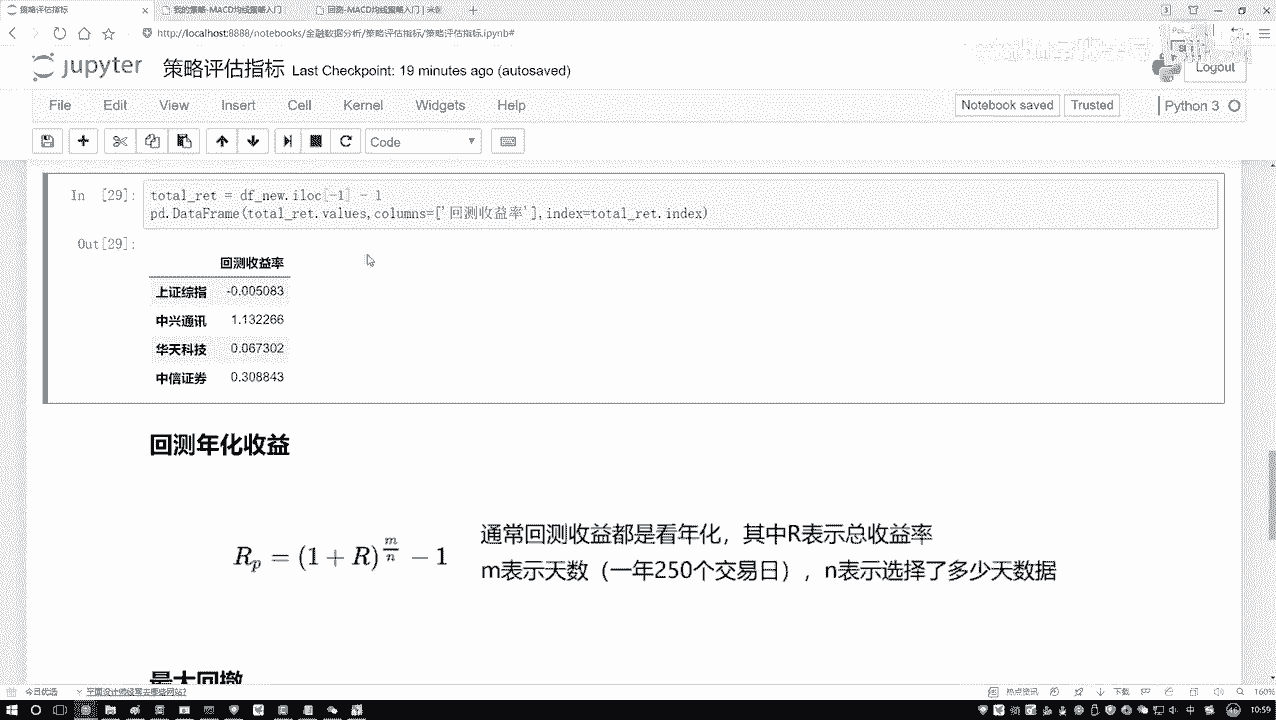 策略评估指标
我的策略-MACD均线策略入门
回测-MACD均线策略入门 | 米筐
http://localhost:8888/notebooks/金融数据分析/策略评估指标/策略评估指标.ipynb#
jupyter 策略评估指标 Last Checkpoint: 19 minutes ago (autosaved)
Logout
File Edit View Insert Cell Kernel Widgets Help
Notebook saved Trusted Python 3
Code
In [29]: total_ret = df_new.iloc[-1] - 1
pd.DataFrame(total_ret.values,columns=['回测收益率'],index=total_ret.index)
Out[29]:
回测收益率
上证综指 -0.005083
中兴通讯 1.132266
华天科技 0.067302
中信证券 0.308843
回测年化收益
通常回测收益都是看年化，其中R表示总收益率
R_p = (1 + R)^{m/n} − 1
m表示天数（一年250个交易日），n表示选择了多少天数据
最大回撤
今日优选
热点资讯
下载
160%
中
10:59